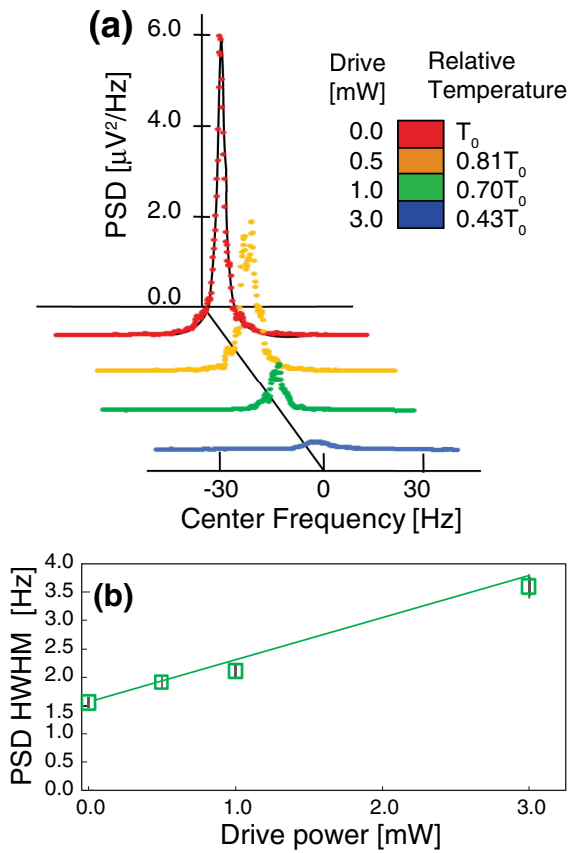 (a)
PSD [μV²/Hz]
6.0
4.0
2.0
0.0
Drive [mW]
Relative Temperature
0.0 T₀
0.5 0.81T₀
1.0 0.70T₀
3.0 0.43T₀
-30 0 30
Center Frequency [Hz]
(b)
PSD HWHM [Hz]
4.0
3.5
3.0
2.5
2.0
1.5
1.0
0.5
0.0
0.0 1.0 2.0 3.0
Drive power [mW]